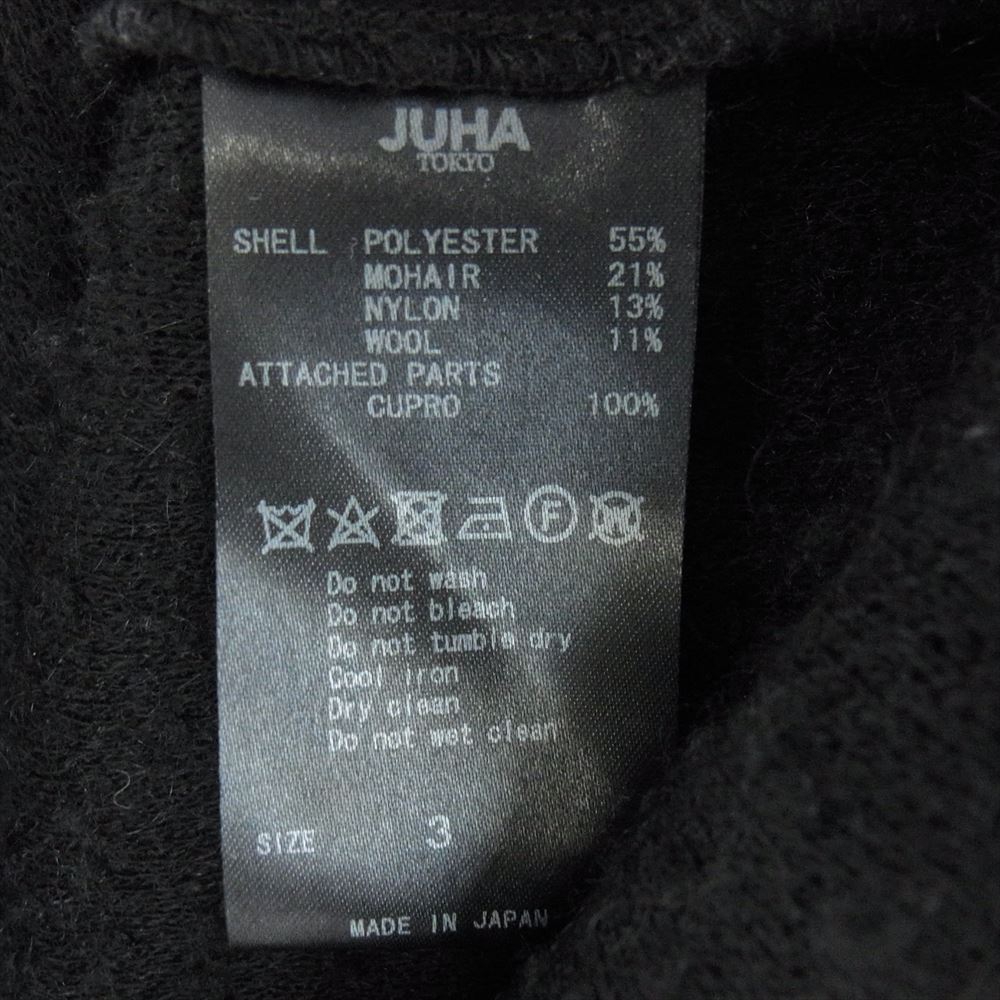 JUHA
TOKYO
SHELL POLYESTER 55%
MOHAIR 21%
NYLON 13%
WOOL 11%
ATTACHED PARTS
CUPRO 100%
F W
Do not wash
Do not bleach
Do not tumble dry
Cool iron
Dry clean
Do not wet clean
SIZE 3
MADE IN JAPAN